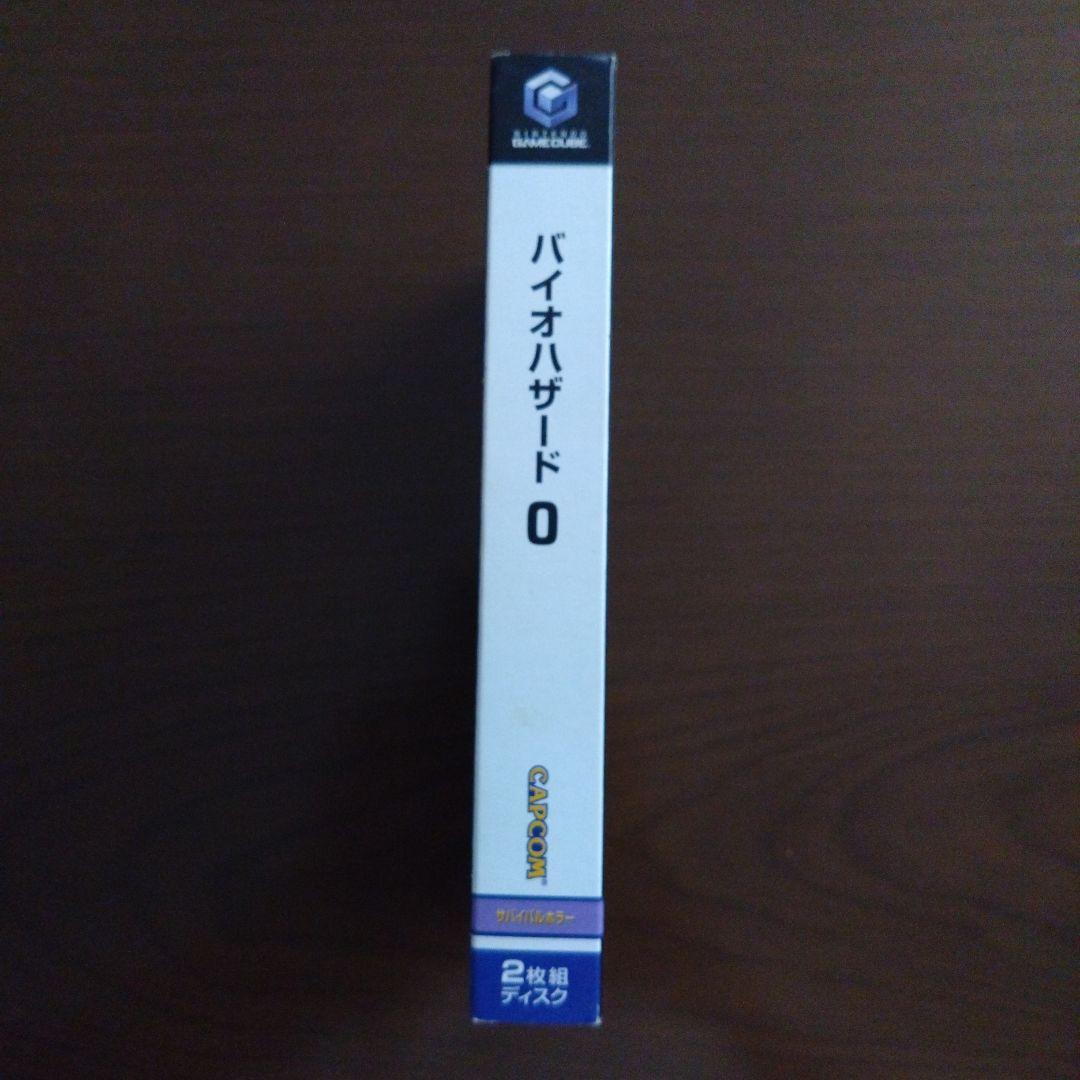 NINTENDO
GAMECUBE
バイオハザード
0
CAPCOM
サバイバルホラー
2枚組
ディスク